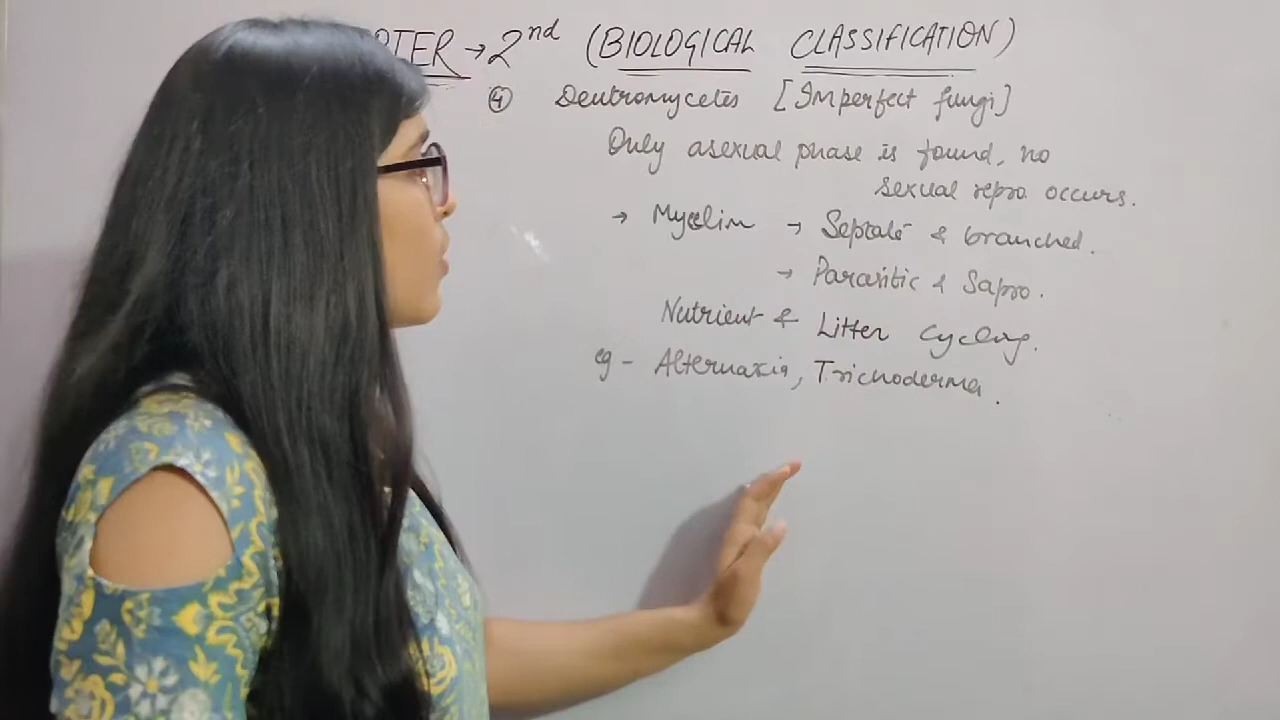 PTER → 2nd (BIOLOGICAL CLASSIFICATION)
④ Deutromycetes [Imperfect fungi]
Only asexual phase is found, no
sexual repro occurs.
→ Mycelim → Septate & branched.
→ Parasitic & Sapro.
Nutrient & Litter Cycling.
eg - Alternaria, Trichoderma.